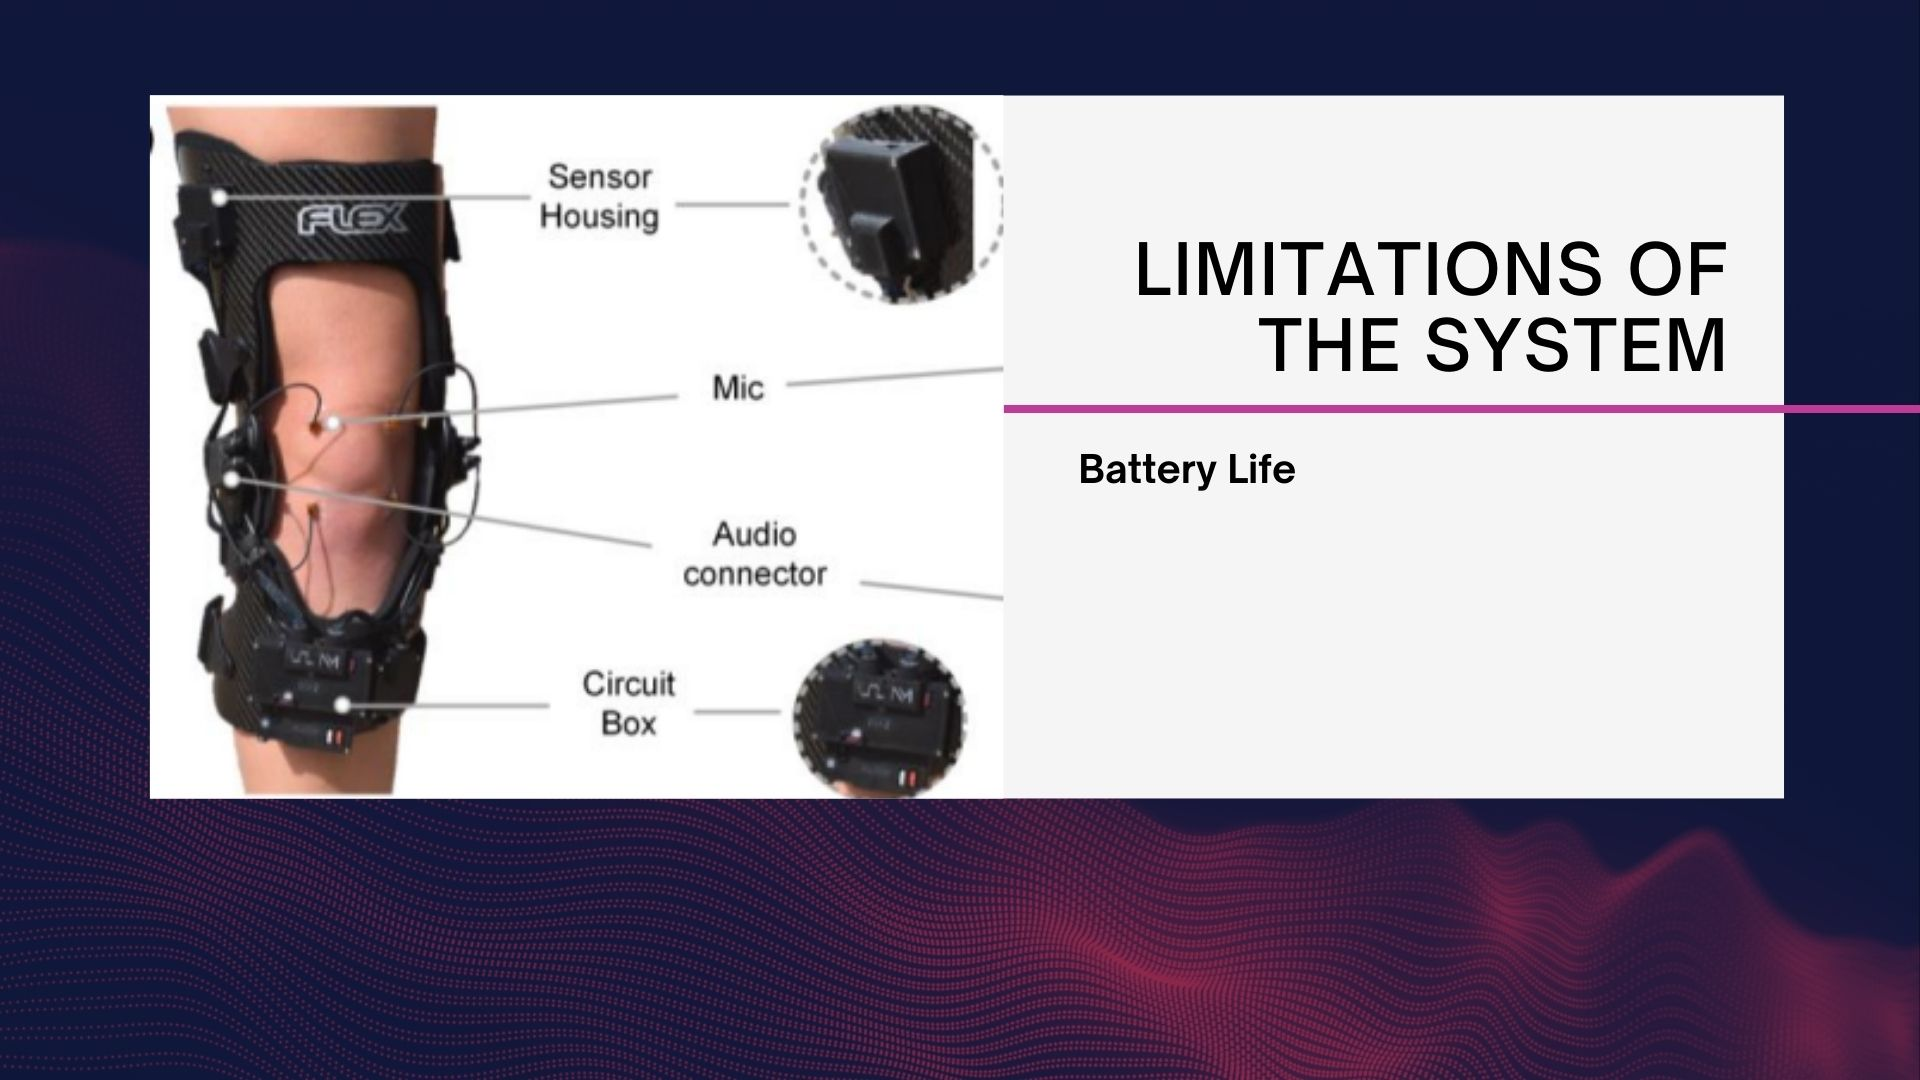 LIMITATIONS OF
THE SYSTEM
Battery Life
Sensor
Housing
FLEX
Mic
Audio
connector
Circuit
Box